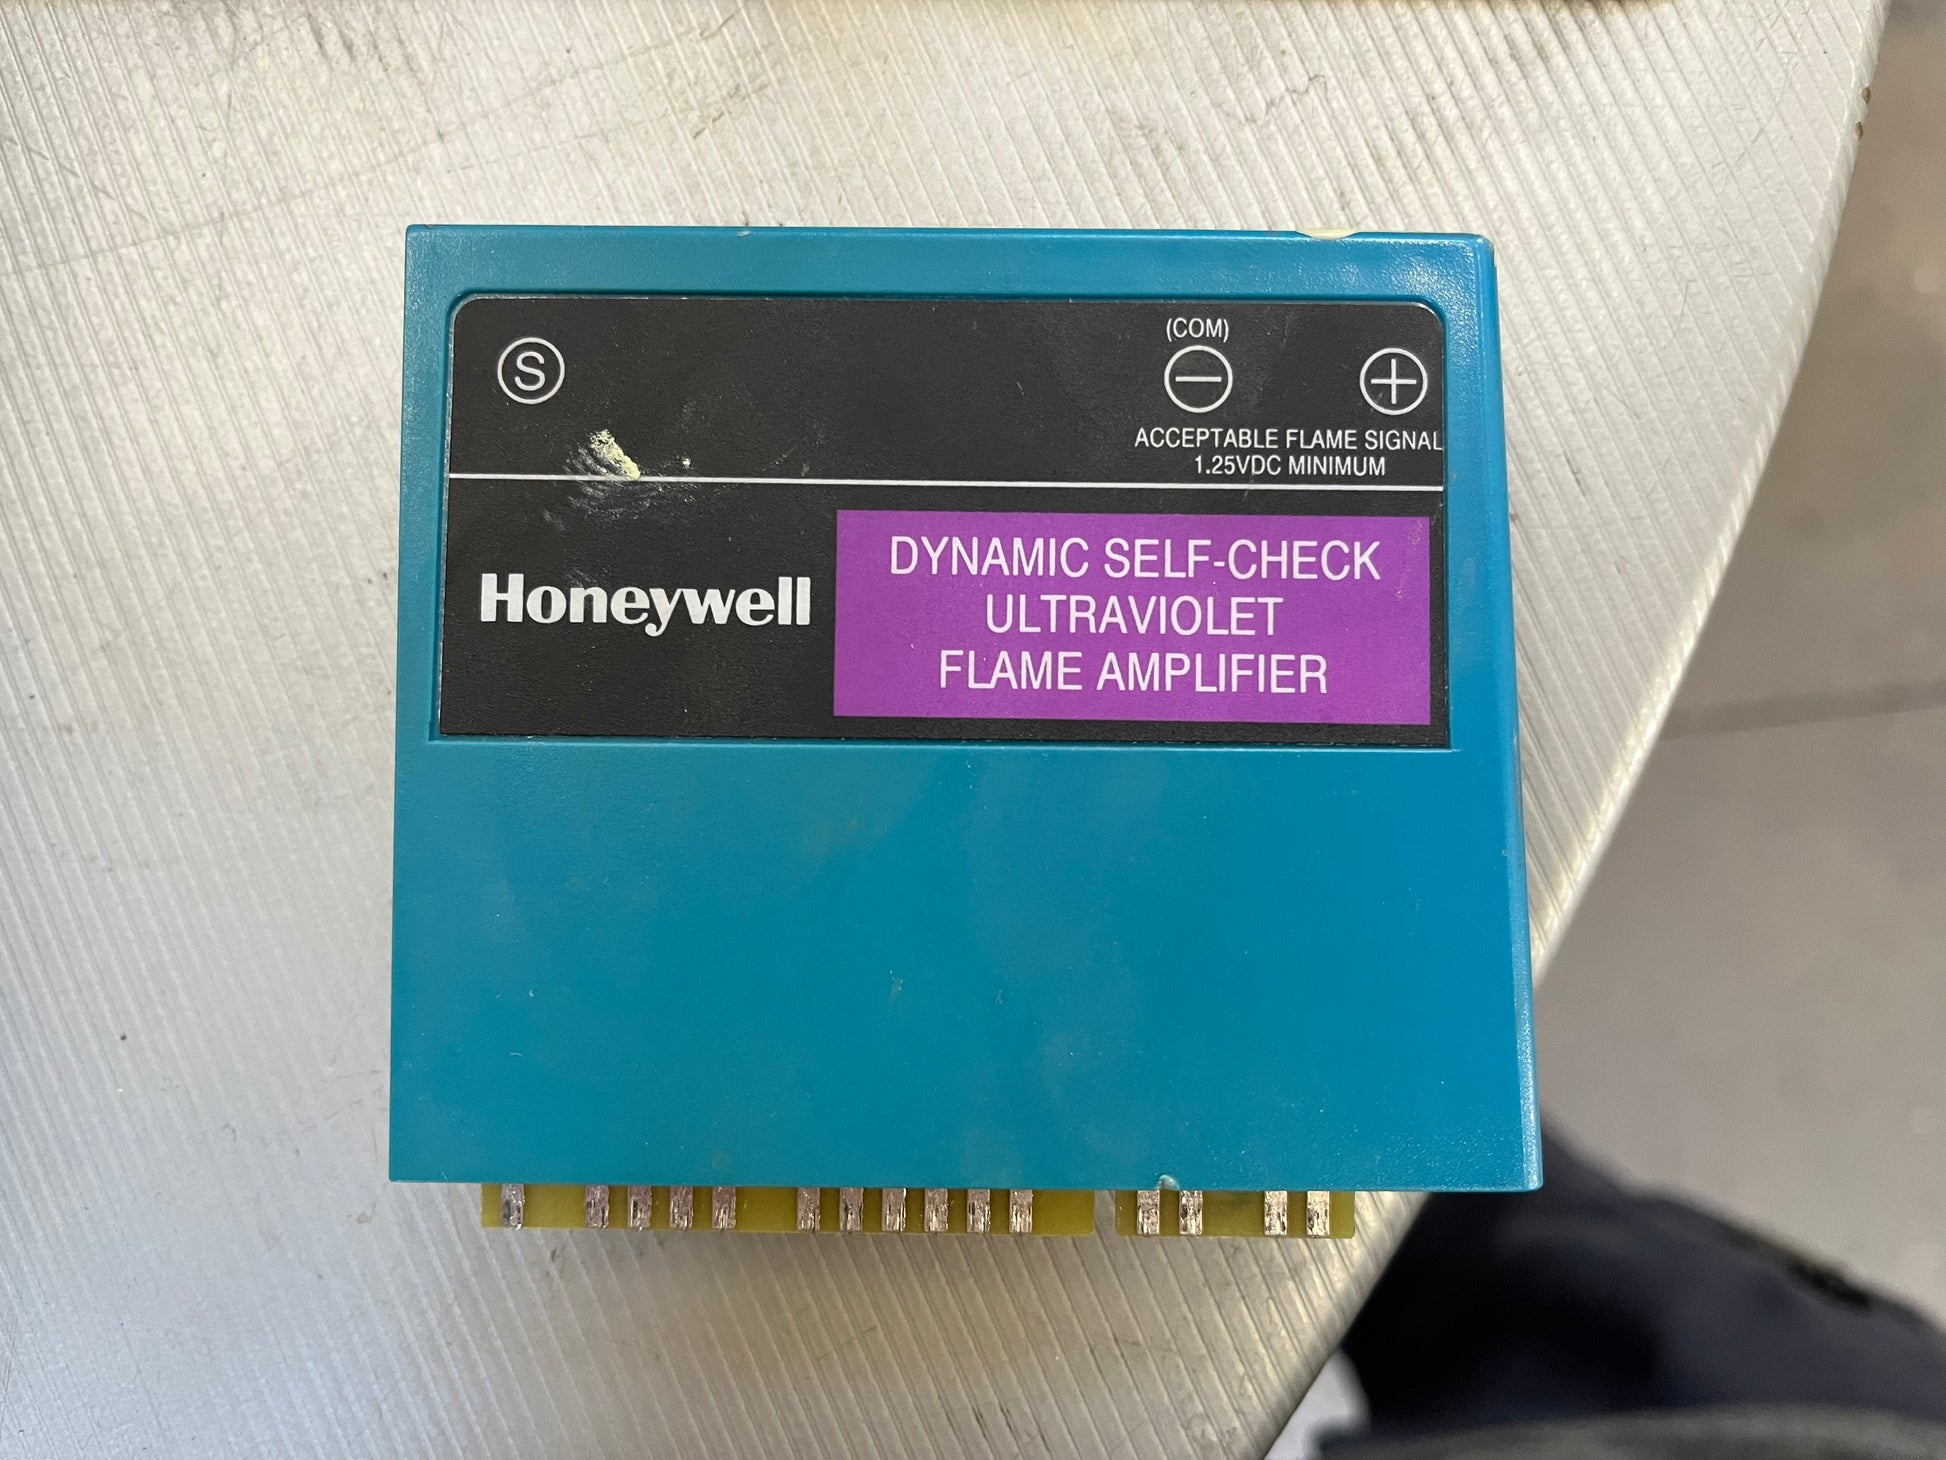 S
(COM)
− +
ACCEPTABLE FLAME SIGNAL
1.25VDC MINIMUM
Honeywell
DYNAMIC SELF-CHECK
ULTRAVIOLET
FLAME AMPLIFIER